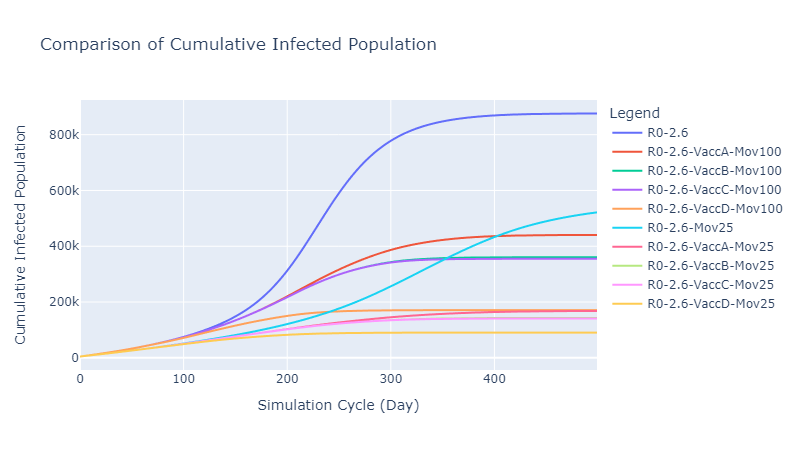 Comparison of Cumulative Infected Population
Cumulative Infected Population
800k
600k
400k
200k
0
0
100
200
300
400
Simulation Cycle (Day)
Legend
R0-2.6
R0-2.6-VaccA-Mov100
R0-2.6-VaccB-Mov100
R0-2.6-VaccC-Mov100
R0-2.6-VaccD-Mov100
R0-2.6-Mov25
R0-2.6-VaccA-Mov25
R0-2.6-VaccB-Mov25
R0-2.6-VaccC-Mov25
R0-2.6-VaccD-Mov25